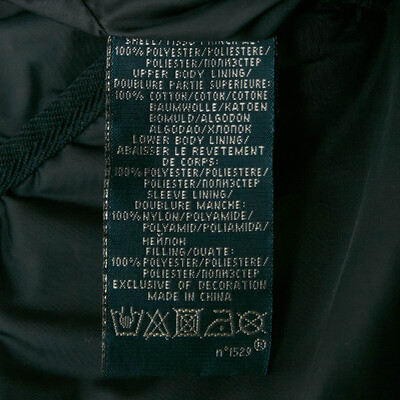 SHELL/TISSU PRINCIPAL:
100% POLYESTER/POLIESTERE/
POLIESTER/ПОЛИЭСТЕР
UPPER BODY LINING/
DOUBLURE PARTIE SUPERIEURE:
100% COTTON/COTON/COTONE
BAUMWOLLE/KATOEN
BOMULD/ALGODON
ALGODAO/ХЛОПОК
LOWER BODY LINING/
ABAISSER LE REVETEMENT
DE CORPS:
100% POLYESTER/POLIESTERE/
POLIESTER/ПОЛИЭСТЕР
SLEEVE LINING/
DOUBLURE MANCHE:
100%NYLON/POLYAMIDE/
POLYAMID/POLIAMIDA/
НЕЙЛОН
FILLING/OUATE:
100% POLYESTER/POLIESTERE/
POLIESTER/ПОЛИЭСТЕР
EXCLUSIVE OF DECORATION
MADE IN CHINA
n°1529 ®